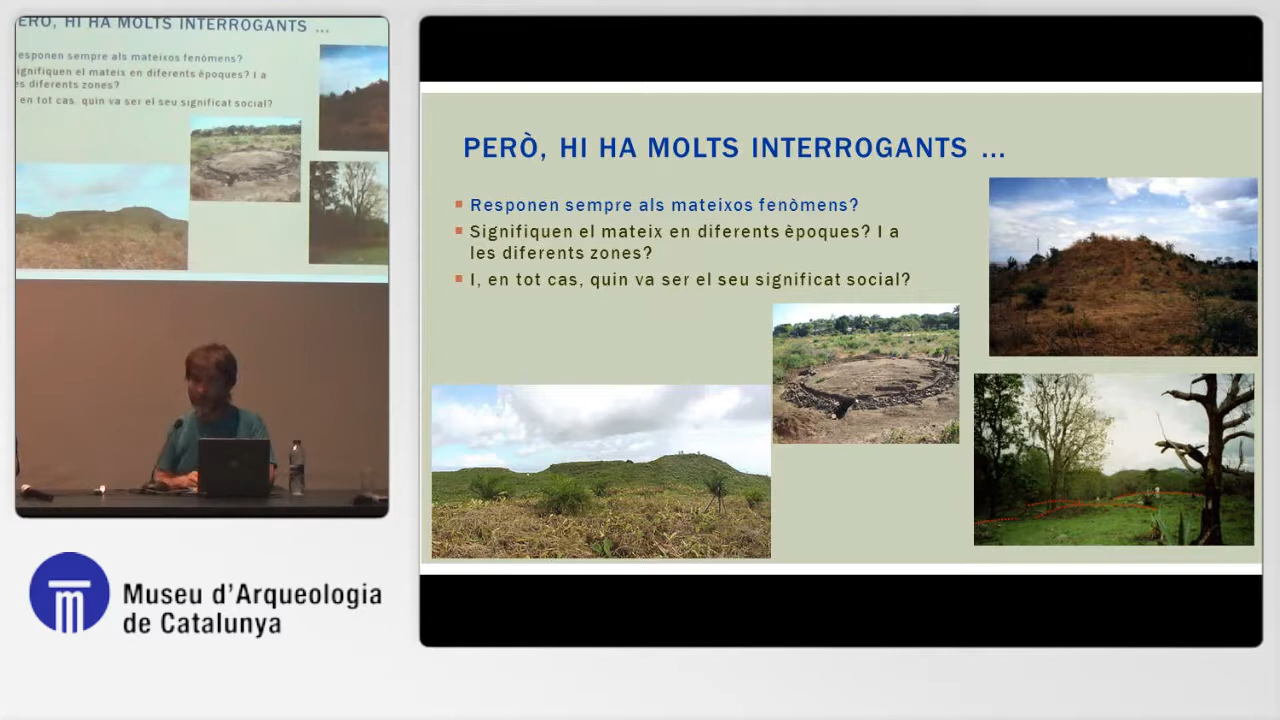 ERÒ, HI HA MOLTS INTERROGANTS ...
esponen sempre als mateixos fenòmens?
ignifiquen el mateix en diferents èpoques? I a
es diferents zones?
en tot cas, quin va ser el seu significat social?
Museu d'Arqueologia
de Catalunya
PERÒ, HI HA MOLTS INTERROGANTS ...
Responen sempre als mateixos fenòmens?
Signifiquen el mateix en diferents èpoques? I a
les diferents zones?
I, en tot cas, quin va ser el seu significat social?